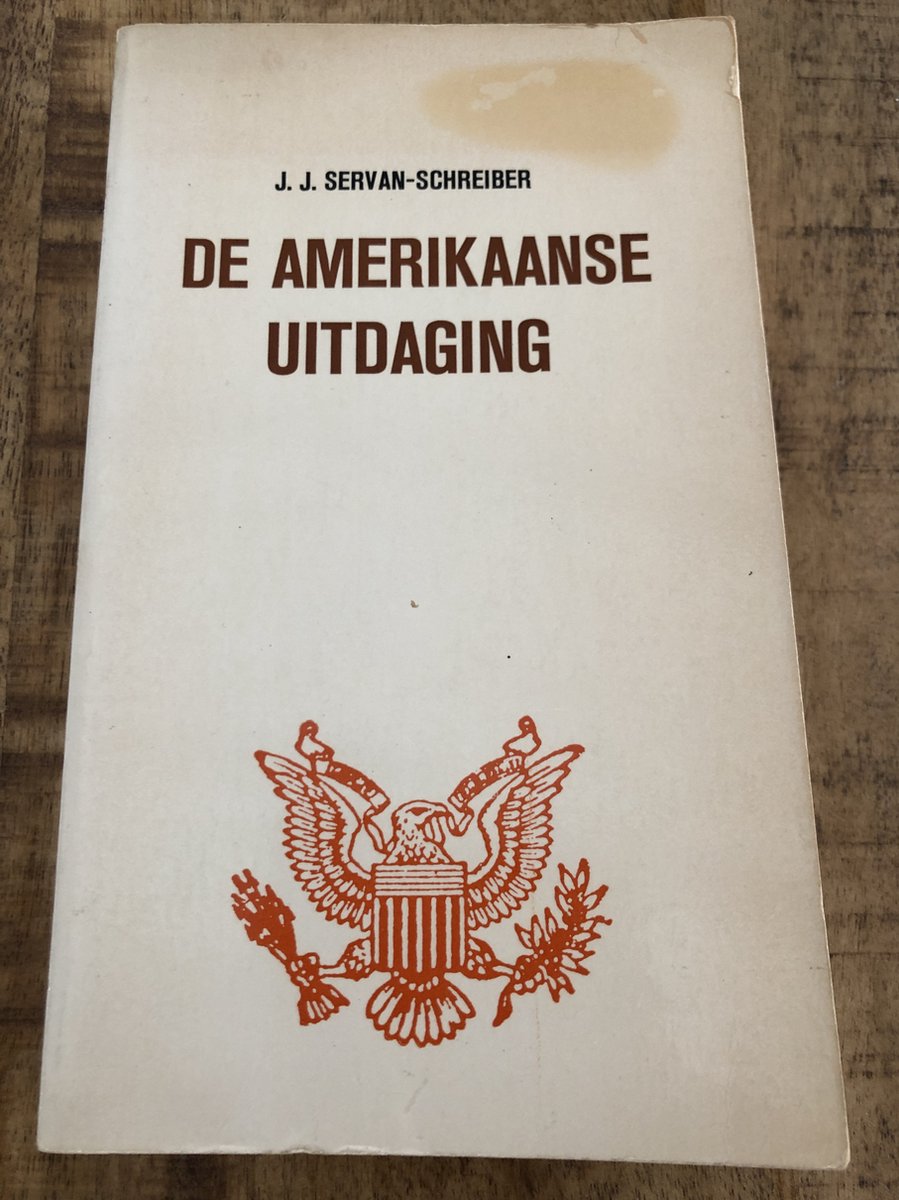 J. J. SERVAN-SCHREIBER
DE AMERIKAANSE
UITDAGING